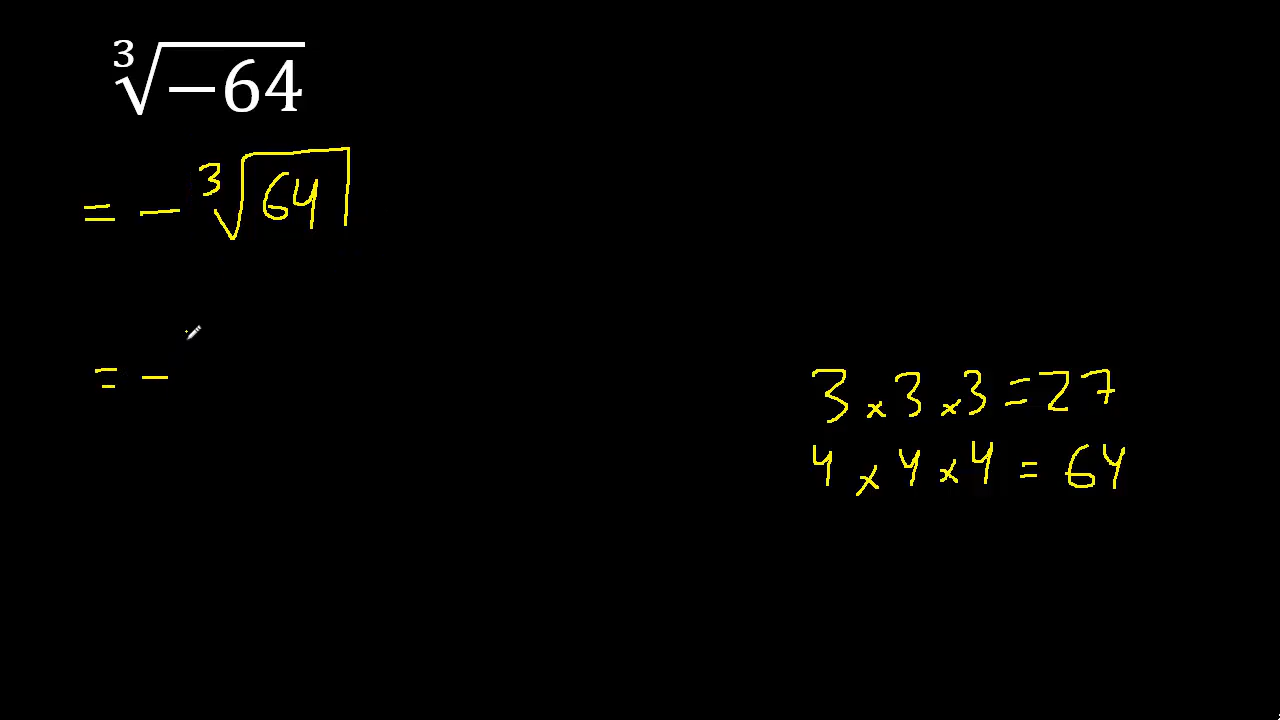 ∛−64
= − ∛64
= −
3 × 3 × 3 = 27
4 × 4 × 4 = 64